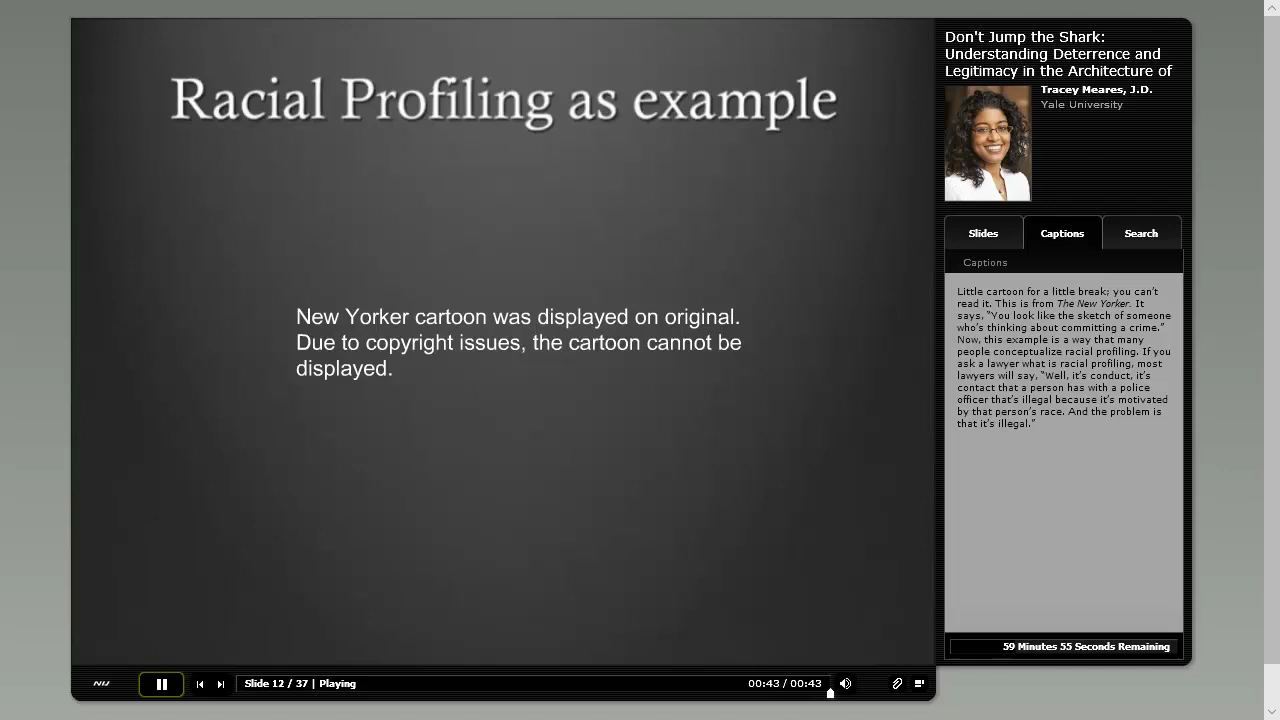 Racial Profiling as example
New Yorker cartoon was displayed on original.
Due to copyright issues, the cartoon cannot be
displayed.
Don't Jump the Shark:
Understanding Deterrence and
Legitimacy in the Architecture of
Tracey Meares, J.D.
Yale University
Slides
Captions
Search
Captions
Little cartoon for a little break; you can't
read it. This is from The New Yorker. It
says, “You look like the sketch of someone
who's thinking about committing a crime.”
Now, this example is a way that many
people conceptualize racial profiling. If you
ask a lawyer what is racial profiling, most
lawyers will say, “Well, it's conduct, it's
contact that a person has with a police
officer that's illegal because it's motivated
by that person's race. And the problem is
that it's illegal.”
59 Minutes 55 Seconds Remaining
Slide 12 / 37 | Playing
00:43 / 00:43